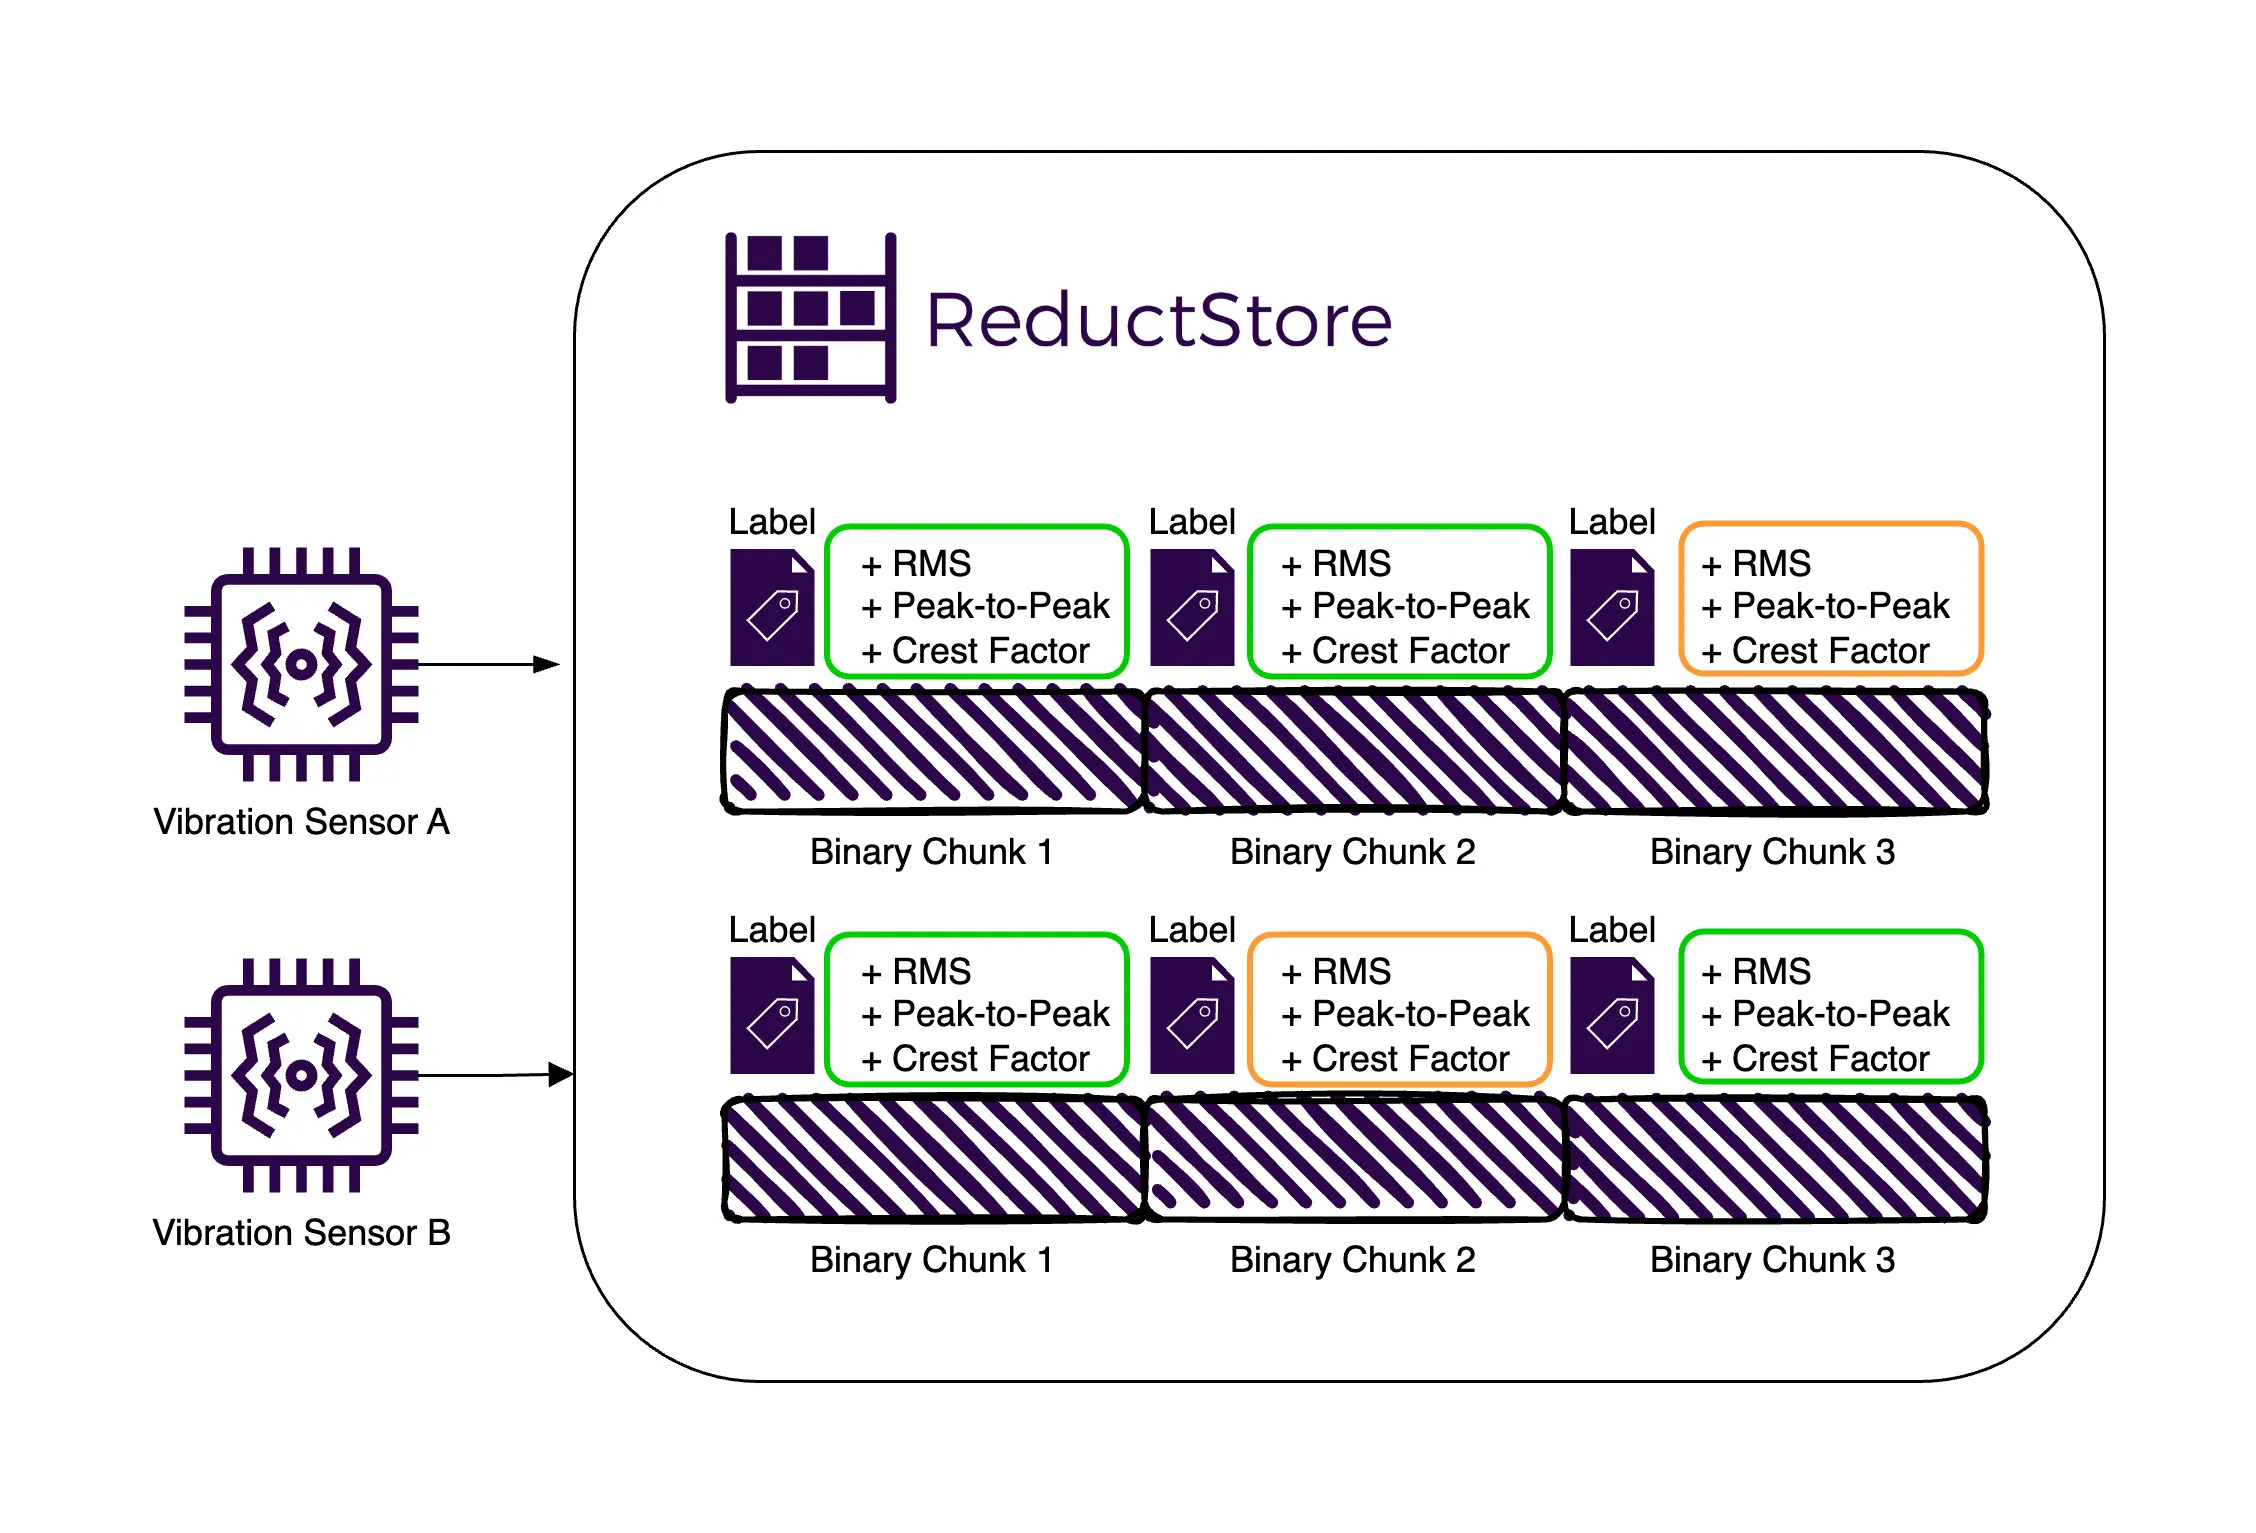 ReductStore
Label
+ RMS
+ Peak-to-Peak
+ Crest Factor
Label
+ RMS
+ Peak-to-Peak
+ Crest Factor
Label
+ RMS
+ Peak-to-Peak
+ Crest Factor
Vibration Sensor A
Binary Chunk 1
Binary Chunk 2
Binary Chunk 3
Label
+ RMS
+ Peak-to-Peak
+ Crest Factor
Label
+ RMS
+ Peak-to-Peak
+ Crest Factor
Label
+ RMS
+ Peak-to-Peak
+ Crest Factor
Vibration Sensor B
Binary Chunk 1
Binary Chunk 2
Binary Chunk 3